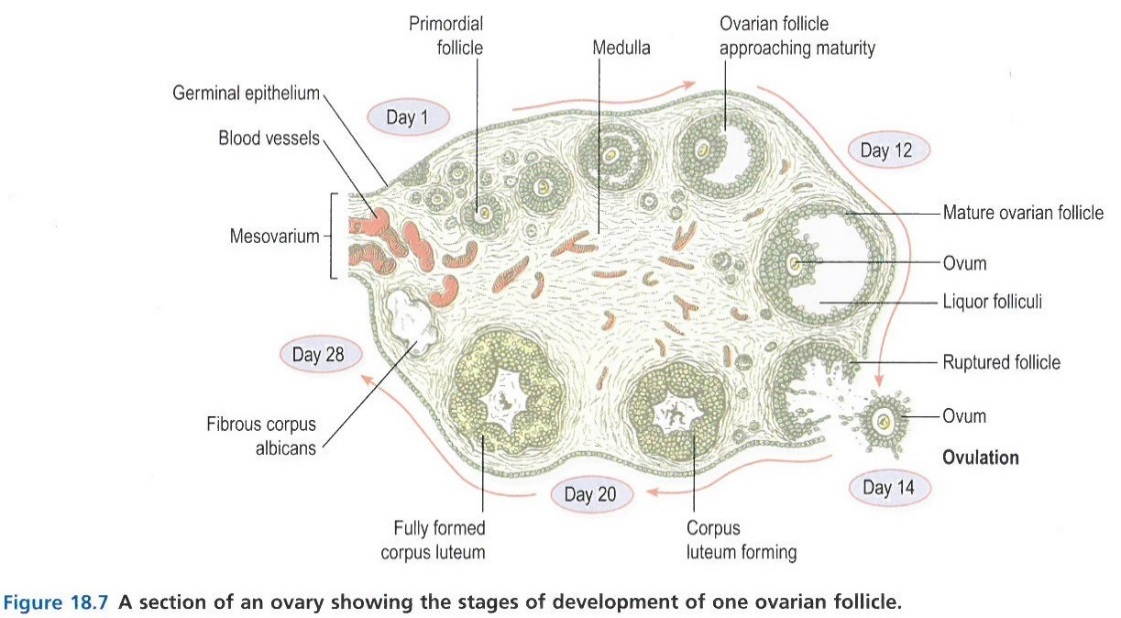 Primordial
follicle
Medulla
Ovarian follicle
approaching maturity
Germinal epithelium
Day 1
Blood vessels
Day 12
Mesovarium
Mature ovarian follicle
Ovum
Liquor folliculi
Day 28
Ruptured follicle
Fibrous corpus
albicans
Ovum
Ovulation
Day 14
Day 20
Fully formed
corpus luteum
Corpus
luteum forming
Figure 18.7 A section of an ovary showing the stages of development of one ovarian follicle.